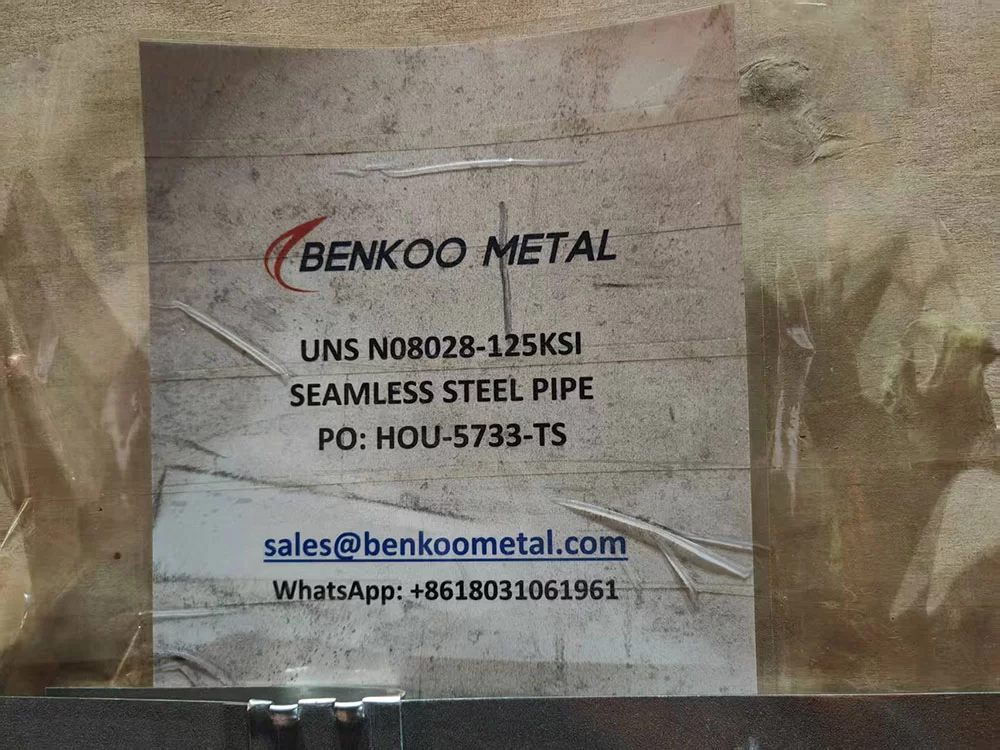 BENKOO METAL
UNS N08028-125KSI
SEAMLESS STEEL PIPE
PO: HOU-5733-TS
sales@benkoometal.com
WhatsApp: +8618031061961